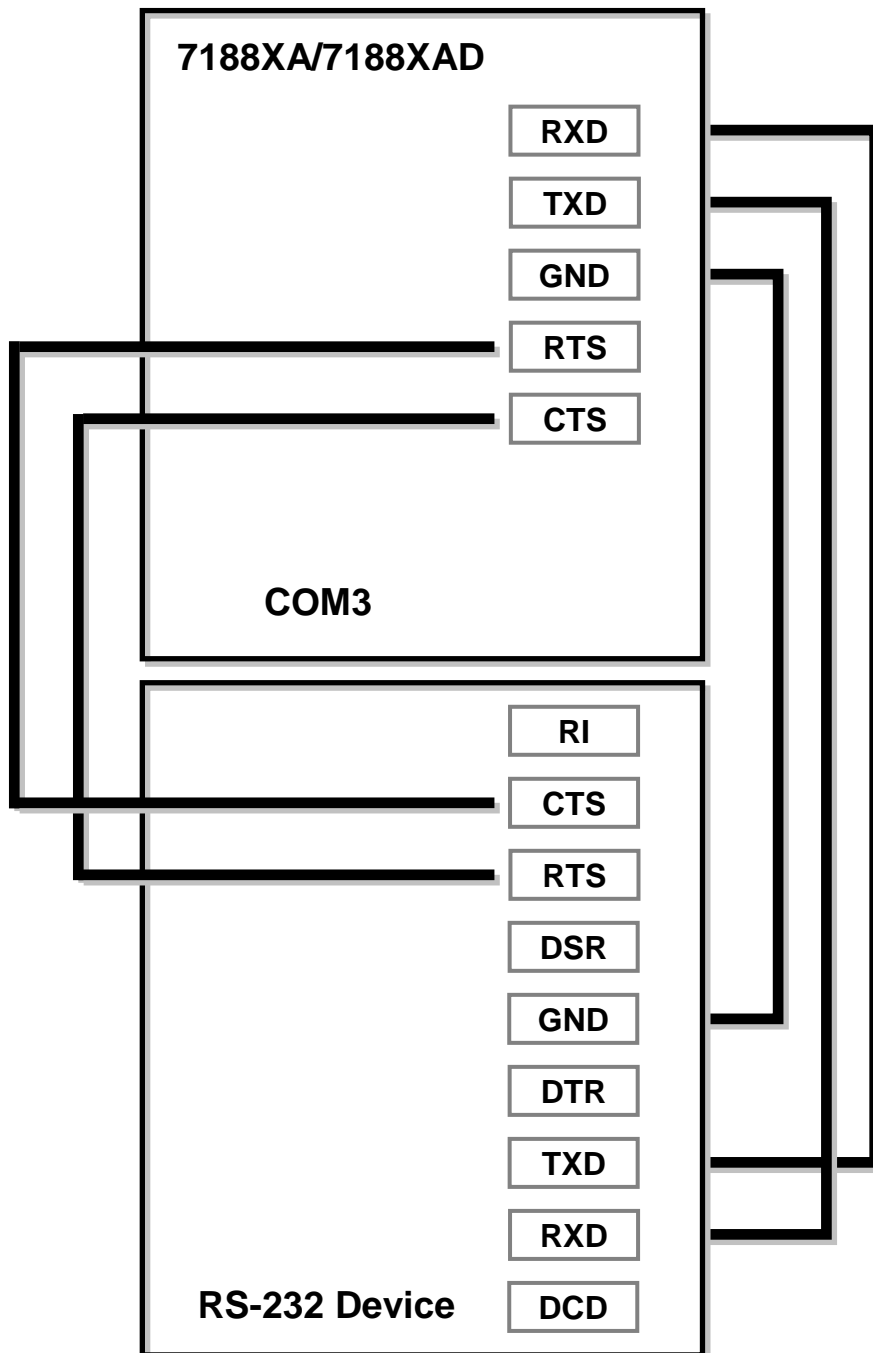 7188XA/7188XAD
RXD
TXD
GND
RTS
CTS
COM3
RI
CTS
RTS
DSR
GND
DTR
TXD
RXD
RS-232 Device
DCD